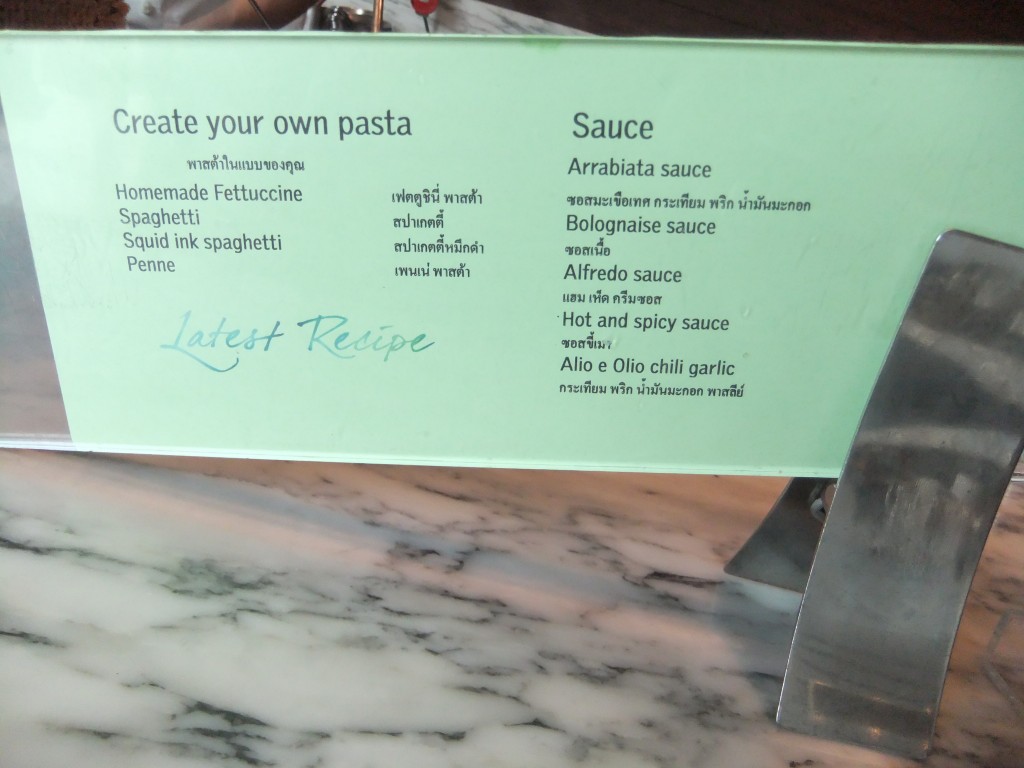 Create your own pasta
พาสต้าในแบบของคุณ
Homemade Fettuccine เฟตตูชินี่ พาสต้า
Spaghetti สปาเกตตี้
Squid ink spaghetti สปาเกตตี้หมึกดำ
Penne เพนเน่ พาสต้า
Latest Recipe
Sauce
Arrabiata sauce
ซอสมะเขือเทศ กระเทียม พริก น้ำมันมะกอก
Bolognaise sauce
ซอสเนื้อ
Alfredo sauce
แฮม เห็ด ครีมซอส
Hot and spicy sauce
ซอสขี้เมา
Alio e Olio chili garlic
กระเทียม พริก น้ำมันมะกอก พาสลีย์